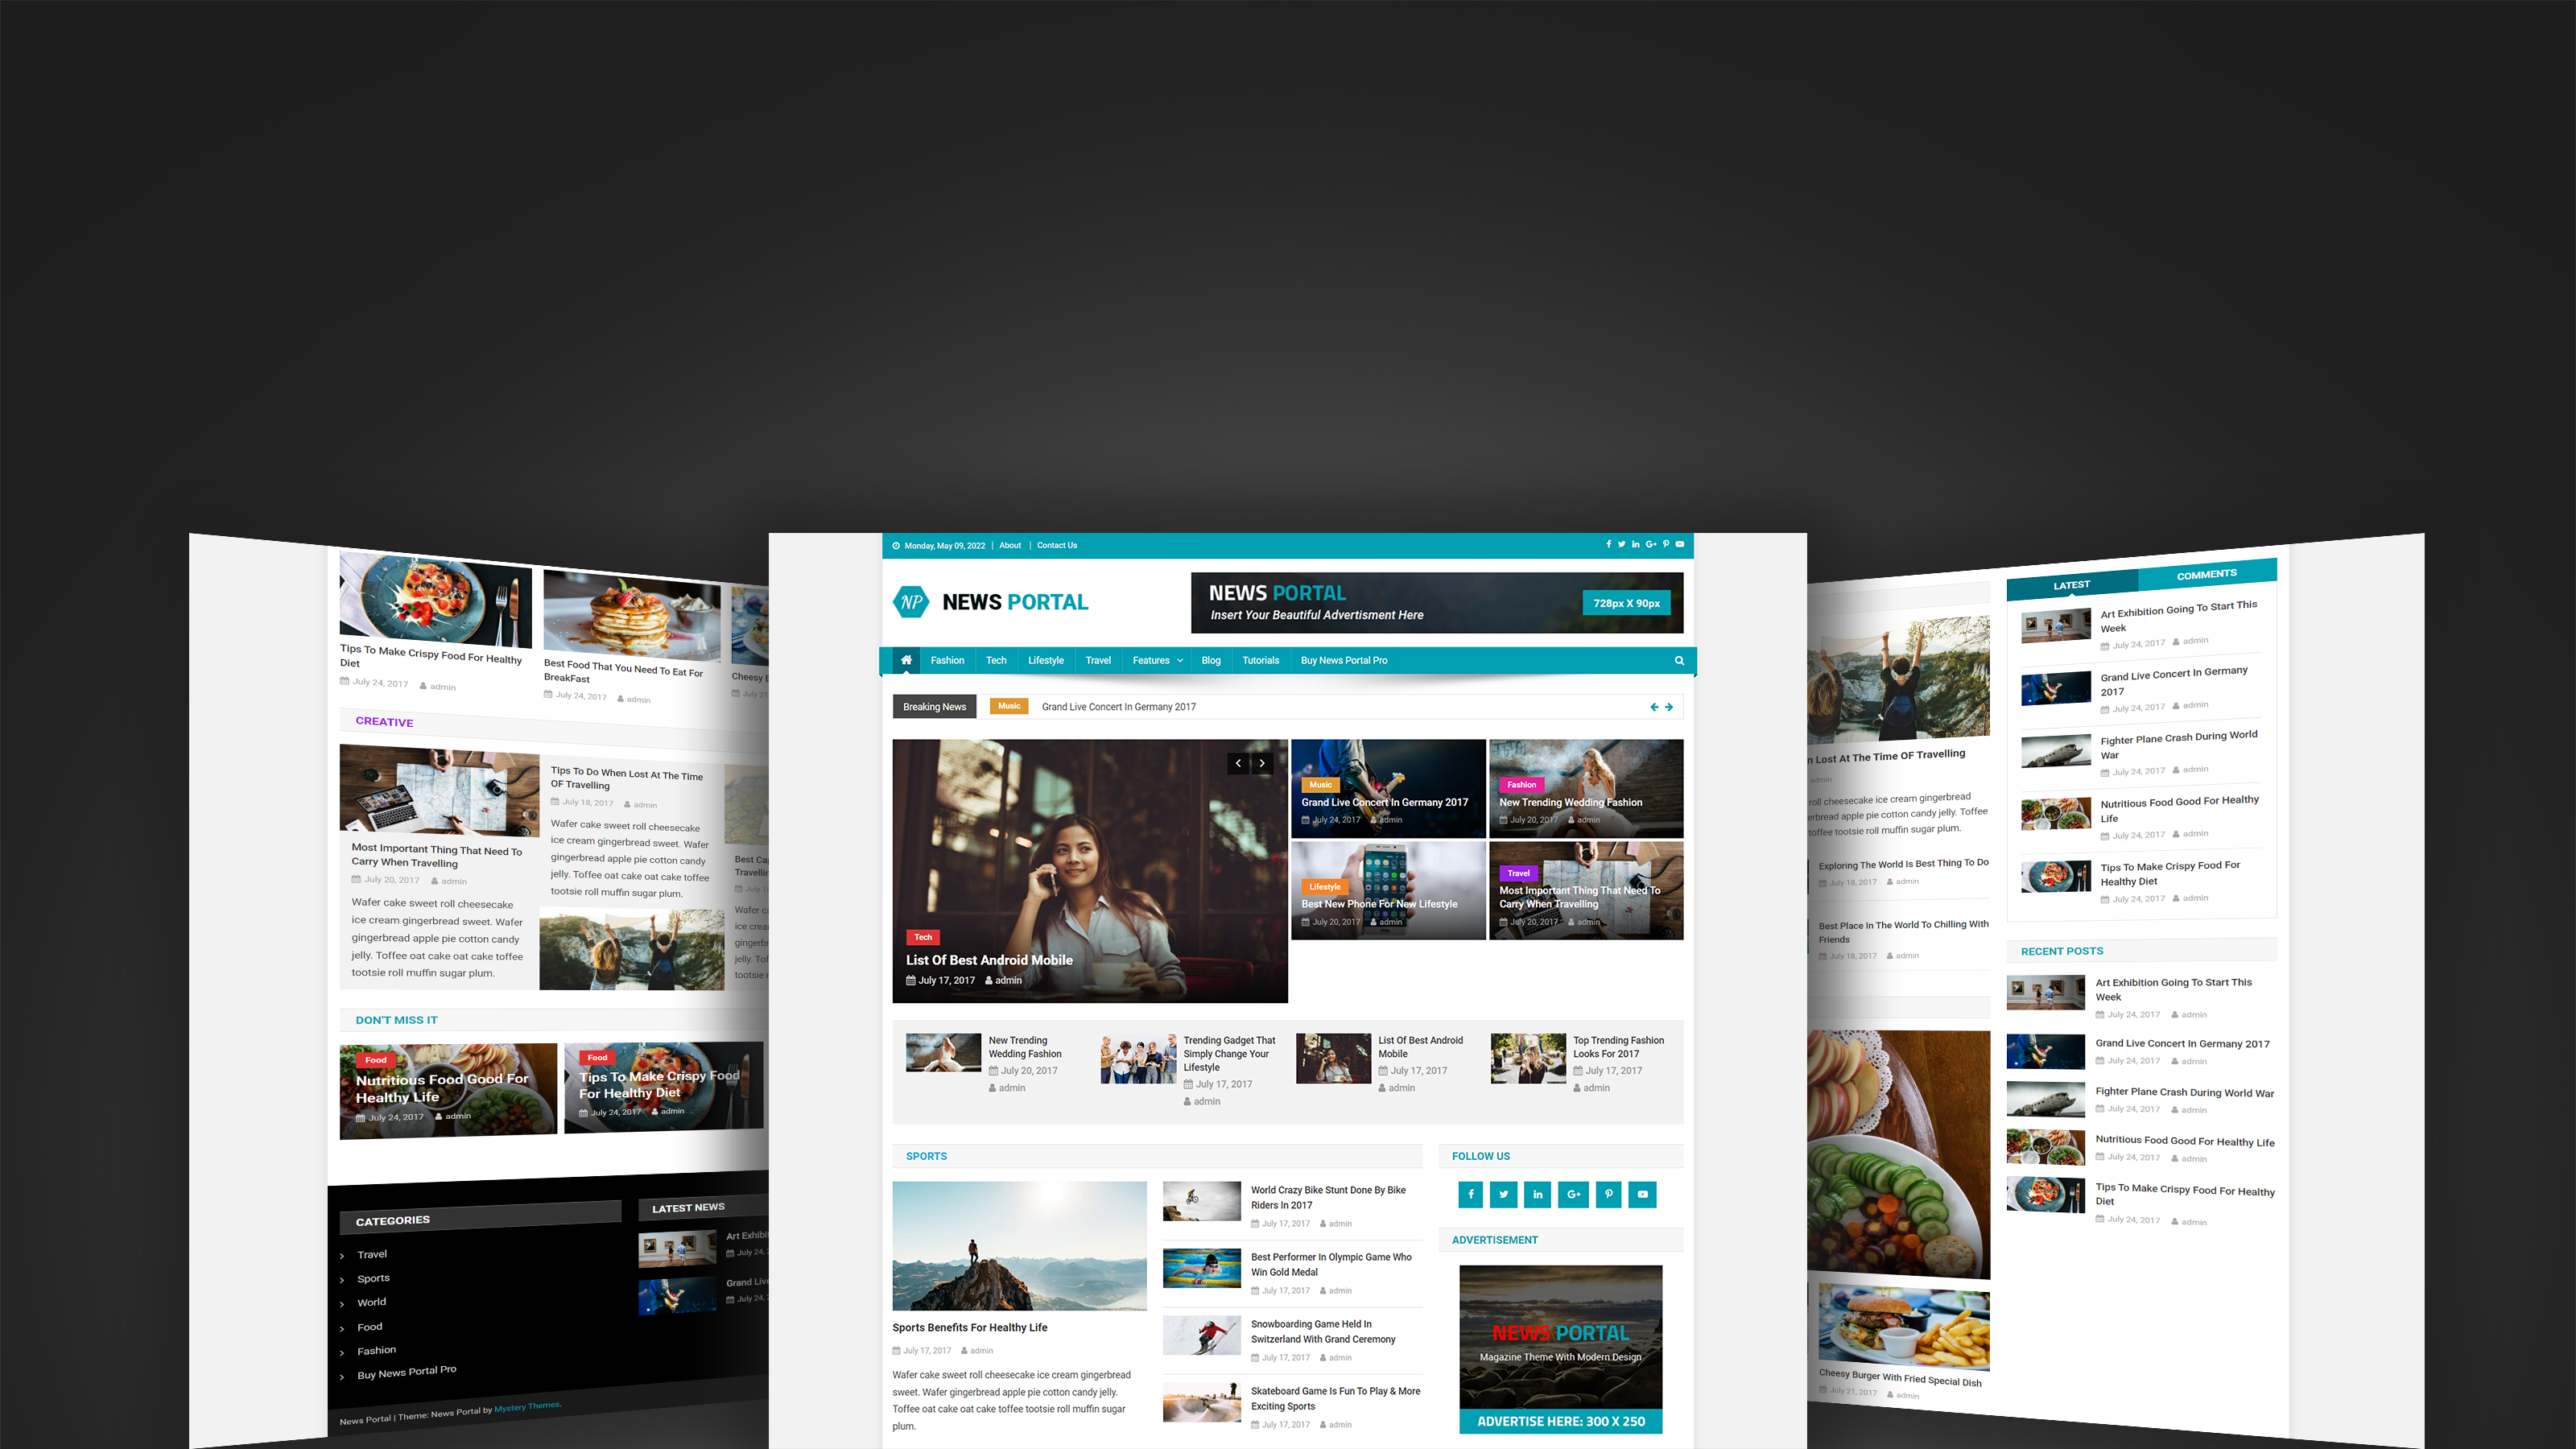 Tips To Make Crispy Food For Healthy
Diet
July 24, 2017 admin
Best Food That You Need To Eat For
BreakFast
July 24, 2017 admin
Cheesy
July 21
CREATIVE
Most Important Thing That Need To
Carry When Travelling
July 20, 2017 admin
Wafer cake sweet roll cheesecake
ice cream gingerbread sweet. Wafer
gingerbread apple pie cotton candy
jelly. Toffee oat cake oat cake toffee
tootsie roll muffin sugar plum.
Tips To Do When Lost At The Time
OF Travelling
July 18, 2017 admin
Wafer cake sweet roll cheesecake
ice cream gingerbread sweet. Wafer
gingerbread apple pie cotton candy
jelly. Toffee oat cake oat cake toffee
tootsie roll muffin sugar plum.
Best Ca
Travellin
July 1
Wafer c
ice crea
gingerb
jelly. Tof
tootsie r
DON'T MISS IT
Food
Nutritious Food Good For
Healthy Life
July 24, 2017 admin
Food
Tips To Make Crispy Food
For Healthy Diet
July 24, 2017 admin
CATEGORIES
Travel
Sports
World
Food
Fashion
Buy News Portal Pro
LATEST NEWS
Art Exhibi
July 24, 2
Grand Live
July 24, 2
News Portal | Theme: News Portal by Mystery Themes.
Monday, May 09, 2022 | About | Contact Us
NP NEWS PORTAL
NEWS PORTAL
Insert Your Beautiful Advertisment Here
728px X 90px
Fashion Tech Lifestyle Travel Features Blog Tutorials Buy News Portal Pro
Breaking News Music Grand Live Concert In Germany 2017
Tech
List Of Best Android Mobile
July 17, 2017 admin
Music
Grand Live Concert In Germany 2017
July 24, 2017 admin
Fashion
New Trending Wedding Fashion
July 20, 2017 admin
Lifestyle
Best New Phone For New Lifestyle
July 20, 2017 admin
Travel
Most Important Thing That Need To
Carry When Travelling
July 20, 2017 admin
New Trending
Wedding Fashion
July 20, 2017
admin
Trending Gadget That
Simply Change Your
Lifestyle
July 17, 2017
admin
List Of Best Android
Mobile
July 17, 2017
admin
Top Trending Fashion
Looks For 2017
July 17, 2017
admin
SPORTS
Sports Benefits For Healthy Life
July 17, 2017 admin
Wafer cake sweet roll cheesecake ice cream gingerbread
sweet. Wafer gingerbread apple pie cotton candy jelly.
Toffee oat cake oat cake toffee tootsie roll muffin sugar
plum.
World Crazy Bike Stunt Done By Bike
Riders In 2017
July 17, 2017 admin
Best Performer In Olympic Game Who
Win Gold Medal
July 17, 2017 admin
Snowboarding Game Held In
Switzerland With Grand Ceremony
July 17, 2017 admin
Skateboard Game Is Fun To Play & More
Exciting Sports
July 17, 2017 admin
FOLLOW US
ADVERTISEMENT
NEWS PORTAL
Magazine Theme With Modern Design
ADVERTISE HERE: 300 X 250
n Lost At The Time OF Travelling
admin
roll cheesecake ice cream gingerbread
erbread apple pie cotton candy jelly. Toffee
toffee tootsie roll muffin sugar plum.
Exploring The World Is Best Thing To Do
July 18, 2017 admin
Best Place In The World To Chilling With
Friends
July 18, 2017 admin
Cheesy Burger With Fried Special Dish
July 21, 2017 admin
LATEST COMMENTS
Art Exhibition Going To Start This
Week
July 24, 2017 admin
Grand Live Concert In Germany
2017
July 24, 2017 admin
Fighter Plane Crash During World
War
July 24, 2017 admin
Nutritious Food Good For Healthy
Life
July 24, 2017 admin
Tips To Make Crispy Food For
Healthy Diet
July 24, 2017 admin
RECENT POSTS
Art Exhibition Going To Start This
Week
July 24, 2017 admin
Grand Live Concert In Germany 2017
July 24, 2017 admin
Fighter Plane Crash During World War
July 24, 2017 admin
Nutritious Food Good For Healthy Life
July 24, 2017 admin
Tips To Make Crispy Food For Healthy
Diet
July 24, 2017 admin